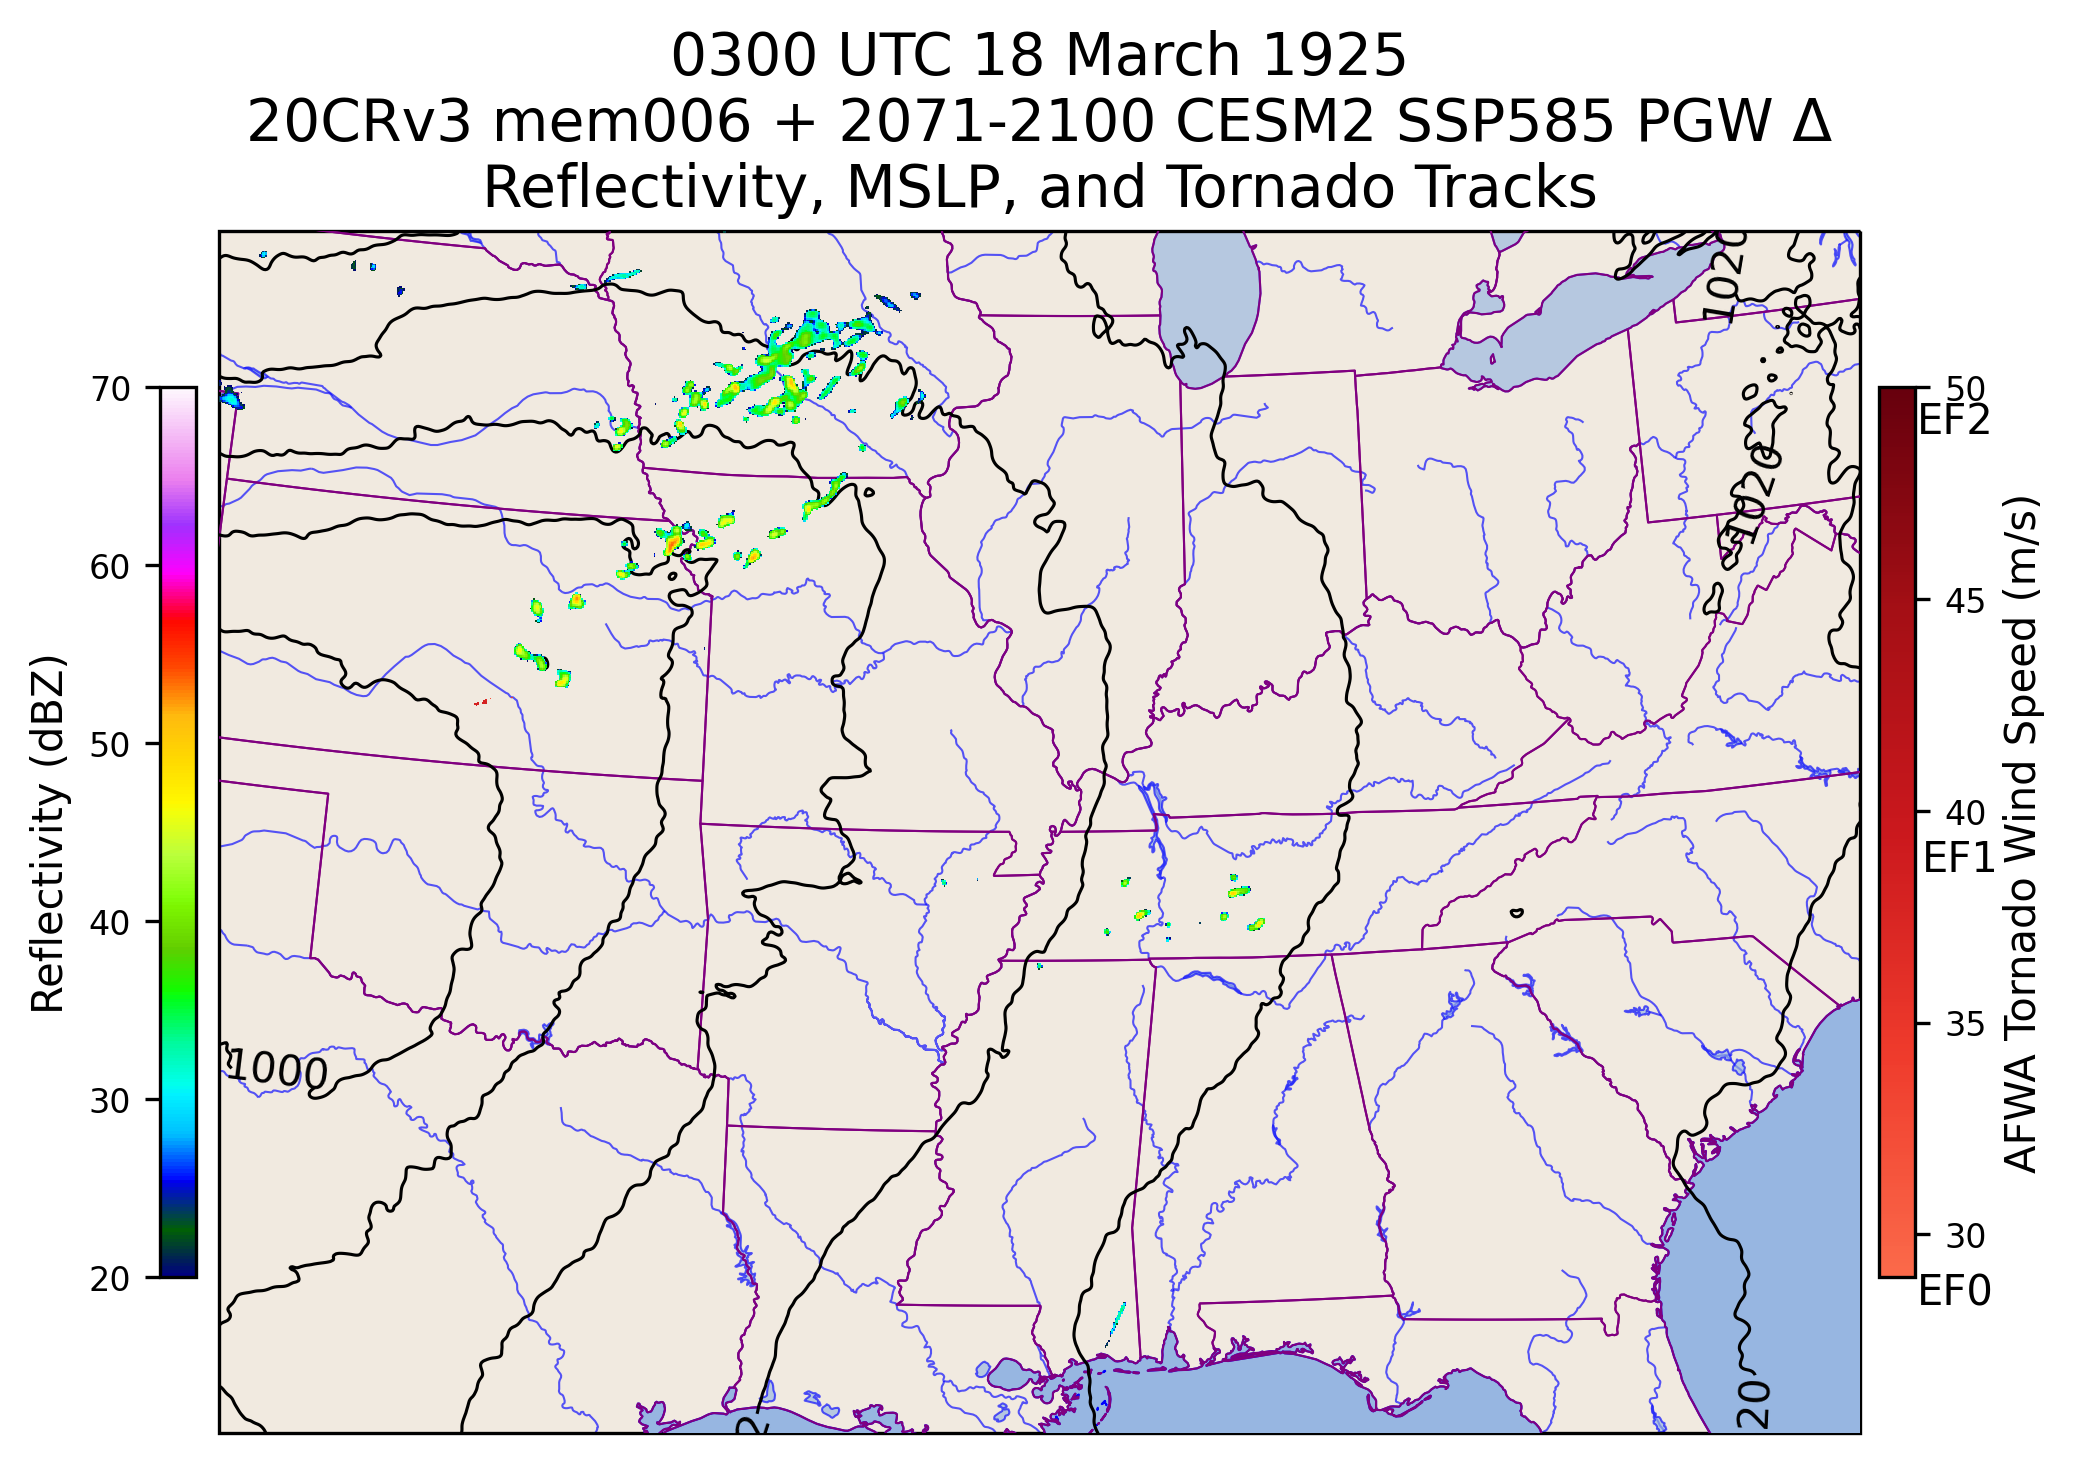 0300 UTC 18 March 1925
20CRv3 mem006 + 2071-2100 CESM2 SSP585 PGW Δ
Reflectivity, MSLP, and Tornado Tracks
1020
1020
1000
2
20
Reflectivity (dBZ)
70
60
50
40
30
20
50
EF2
45
40
EF1
35
30
EF0
AFWA Tornado Wind Speed (m/s)